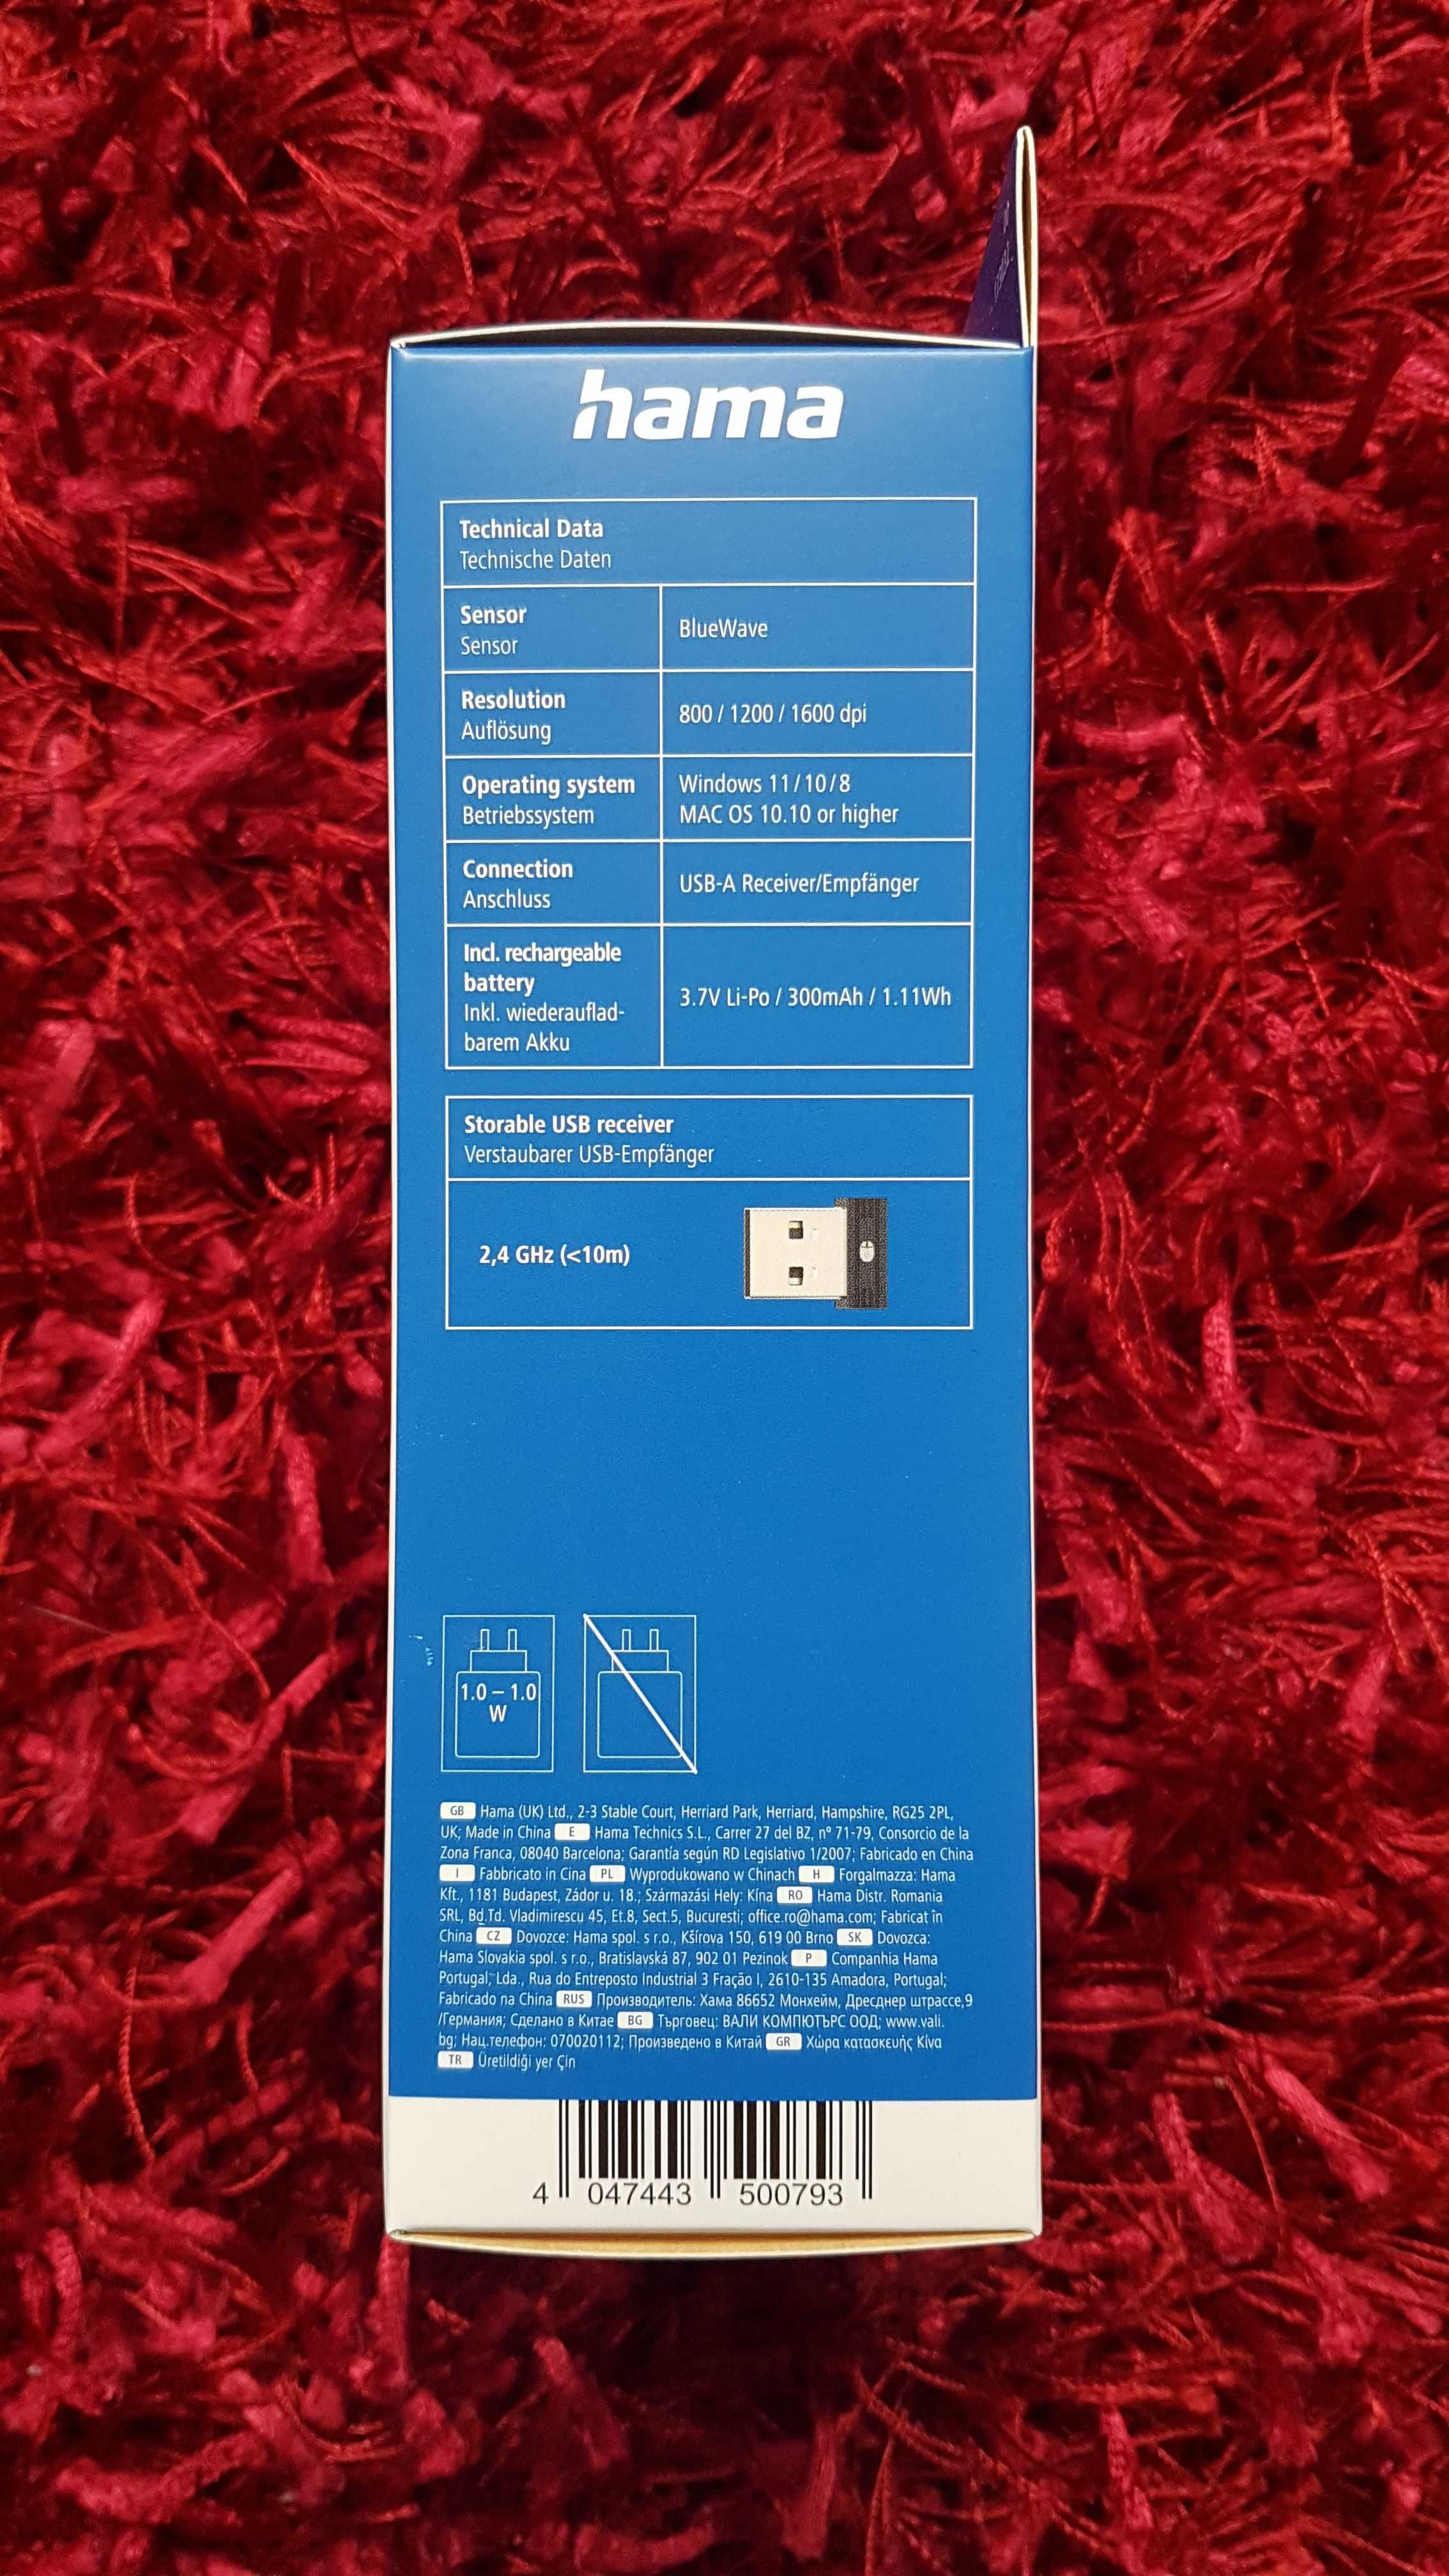 hama
Technical Data
Technische Daten
Sensor
Sensor
BlueWave
Resolution
Auflösung
800 / 1200 / 1600 dpi
Operating system
Betriebssystem
Windows 11/10/8
MAC OS 10.10 or higher
Connection
Anschluss
USB-A Receiver/Empfänger
Incl. rechargeable
battery
Inkl. wiederauflad-
barem Akku
3.7V Li-Po / 300mAh / 1.11Wh
Storable USB receiver
Verstaubarer USB-Empfänger
2,4 GHz (<10m)
1.0 – 1.0
W
GB Hama (UK) Ltd., 2-3 Stable Court, Herriard Park, Herriard, Hampshire, RG25 2PL,
UK; Made in China E Hama Technics S.L., Carrer 27 del BZ, nº 71-79, Consorcio de la
Zona Franca, 08040 Barcelona; Garantía según RD Legislativo 1/2007; Fabricado en China
I Fabbricato in Cina PL Wyprodukowano w Chinach H Forgalmazza: Hama
Kft., 1181 Budapest, Zádor u. 18.; Származási Hely: Kína RO Hama Distr. Romania
SRL, Bd.Td. Vladimirescu 45, Et.8, Sect.5, Bucuresti; office.ro@hama.com; Fabricat în
China CZ Dovozce: Hama spol. s r.o., Kšírova 150, 619 00 Brno SK Dovozca:
Hama Slovakia spol. s r.o., Bratislavská 87, 902 01 Pezinok P Companhia Hama
Portugal, Lda., Rua do Entreposto Industrial 3 Fração I, 2610-135 Amadora, Portugal;
Fabricado na China RUS Производитель: Хама 86652 Монхейм, Дресднер штрассе,9
/Германия; Сделано в Китае BG Търговец: ВАЛИ КОМПЮТЪРС ООД; www.vali.
bg; Нац.телефон: 070020112; Произведено в Китай GR Χώρα κατασκευής Κίνα
TR Üretildiği yer Çin
4 047443 500793